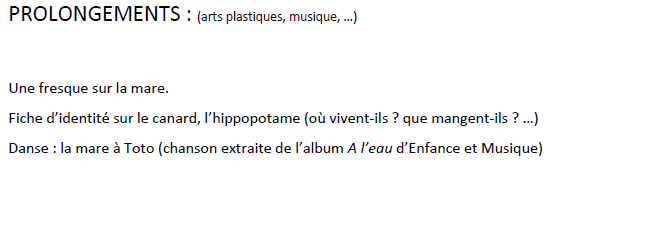 PROLONGEMENTS : (arts plastiques, musique, …)
Une fresque sur la mare.
Fiche d’identité sur le canard, l’hippopotame (où vivent-ils ? que mangent-ils ? …)
Danse : la mare à Toto (chanson extraite de l’album A l’eau d’Enfance et Musique)